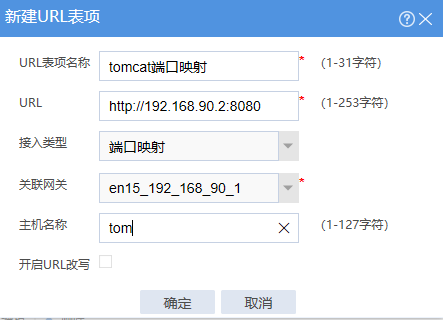 新建URL表项
URL表项名称 tomcat端口映射 * (1-31字符)
URL http://192.168.90.2:8080 * (1-253字符)
接入类型 端口映射
关联网关 en15_192_168_90_1 *
主机名称 tom (1-127字符)
开启URL改写
确定 取消